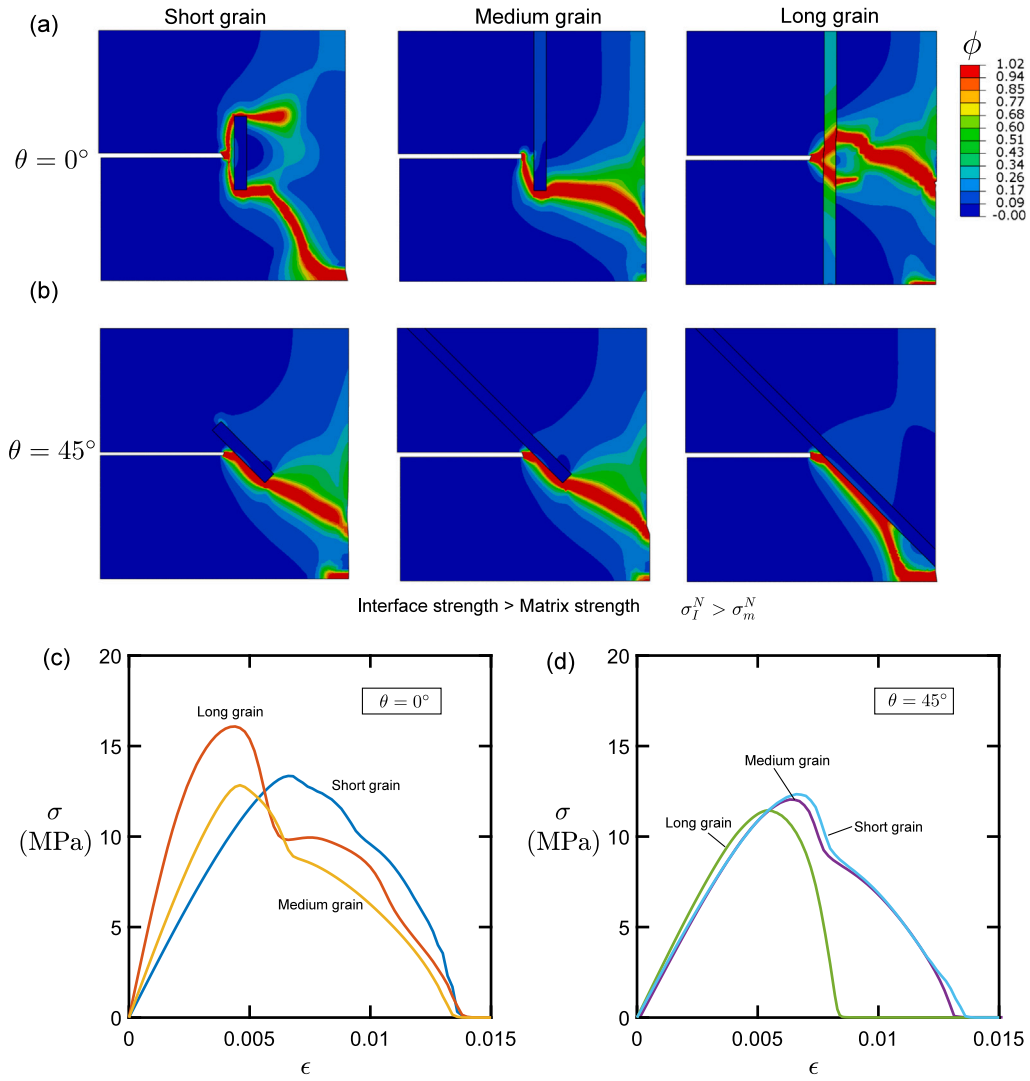 Short grain
Medium grain
Long grain
(a)
θ = 0°
ϕ
1.02
0.94
0.85
0.77
0.68
0.60
0.51
0.43
0.34
0.26
0.17
0.09
-0.00
(b)
θ = 45°
Interface strength > Matrix strength σ_I^N > σ_m^N
(c)
20
15
10
5
0
σ
(MPa)
θ = 0°
Long grain
Short grain
Medium grain
0
0.005
0.01
0.015
ϵ
(d)
20
15
10
5
0
σ
(MPa)
θ = 45°
Medium grain
Long grain
Short grain
0
0.005
0.01
0.015
ϵ